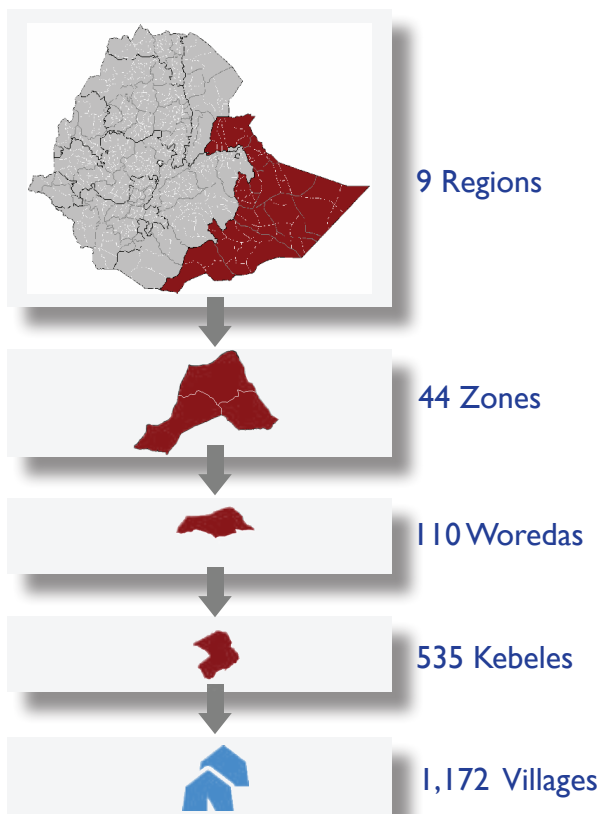 9 Regions
44 Zones
110 Woredas
535 Kebeles
1,172 Villages